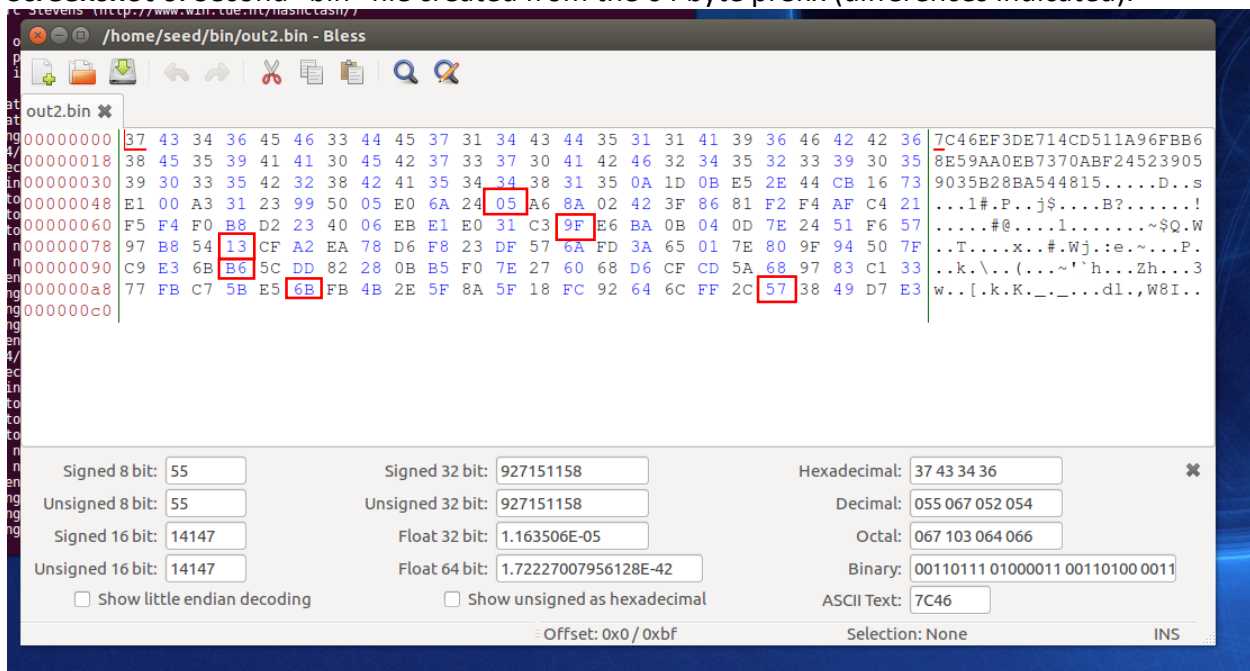 file created from the
prefix (differences indicated).
Stevens (http://www.win.tue.nl/hashclash/)
/home/seed/bin/out2.bin - Bless
out2.bin
00000000 37 43 34 36 45 46 33 44 45 37 31 34 43 44 35 31 31 41 39 36 46 42 42 36 7C46EF3DE714CD511A96FBB6
00000018 38 45 35 39 41 41 30 45 42 37 33 37 30 41 42 46 32 34 35 32 33 39 30 35 8E59AA0EB7370ABF24523905
00000030 39 30 33 35 42 32 38 42 41 35 34 34 38 31 35 0A 1D 0B E5 2E 44 CB 16 73 9035B28BA544815.....D..s
00000048 E1 00 A3 31 23 99 50 05 E0 6A 24 05 A6 8A 02 42 3F 86 81 F2 F4 AF C4 21 ...1#.P..j$....B?......!
00000060 F5 F4 F0 B8 D2 23 40 06 EB E1 E0 31 C3 9F E6 BA 0B 04 0D 7E 24 51 F6 57 .....#@....1.......~$Q.W
00000078 97 B8 54 13 CF A2 EA 78 D6 F8 23 DF 57 6A FD 3A 65 01 7E 80 9F 94 50 7F ..T....x..#.Wj.:e.~...P.
00000090 C9 E3 6B B6 5C DD 82 28 0B B5 F0 7E 27 60 68 D6 CF CD 5A 68 97 83 C1 33 ..k.\..(...~'`h...Zh...3
000000a8 77 FB C7 5B E5 6B FB 4B 2E 5F 8A 5F 18 FC 92 64 6C FF 2C 57 38 49 D7 E3 w..[.k.K._._...dl.,W8I..
000000c0
Signed 8 bit: 55 Signed 32 bit: 927151158 Hexadecimal: 37 43 34 36
Unsigned 8 bit: 55 Unsigned 32 bit: 927151158 Decimal: 055 067 052 054
Signed 16 bit: 14147 Float 32 bit: 1.163506E-05 Octal: 067 103 064 066
Unsigned 16 bit: 14147 Float 64 bit: 1.72227007956128E-42 Binary: 00110111 01000011 00110100 0011
Show little endian decoding Show unsigned as hexadecimal ASCII Text: 7C46
Offset: 0x0 / 0xbf Selection: None INS